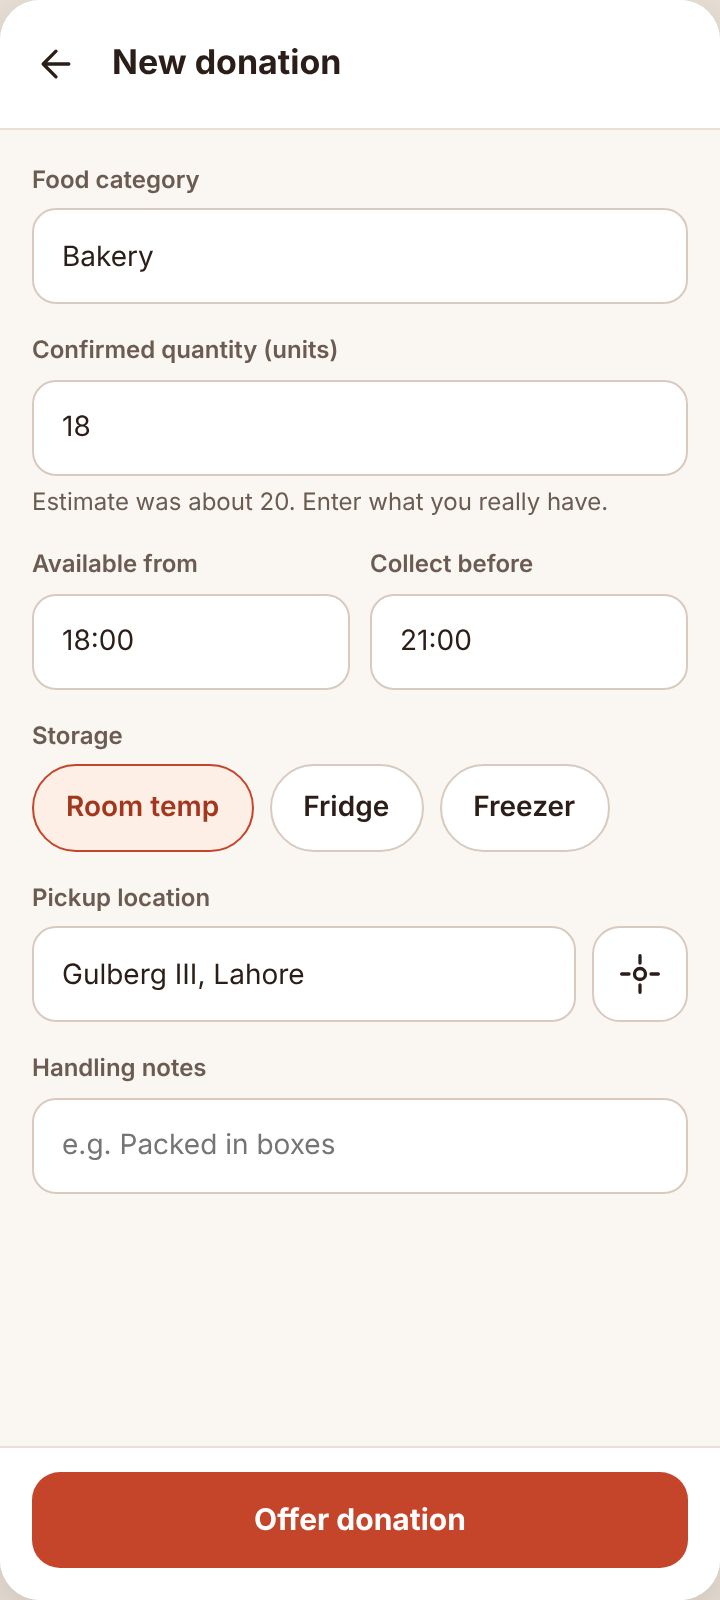 New donation
Food category
Bakery
Confirmed quantity (units)
18
Estimate was about 20. Enter what you really have.
Available from
Collect before
18:00
21:00
Storage
Room temp
Fridge
Freezer
Pickup location
Gulberg III, Lahore
Handling notes
e.g. Packed in boxes
Offer donation